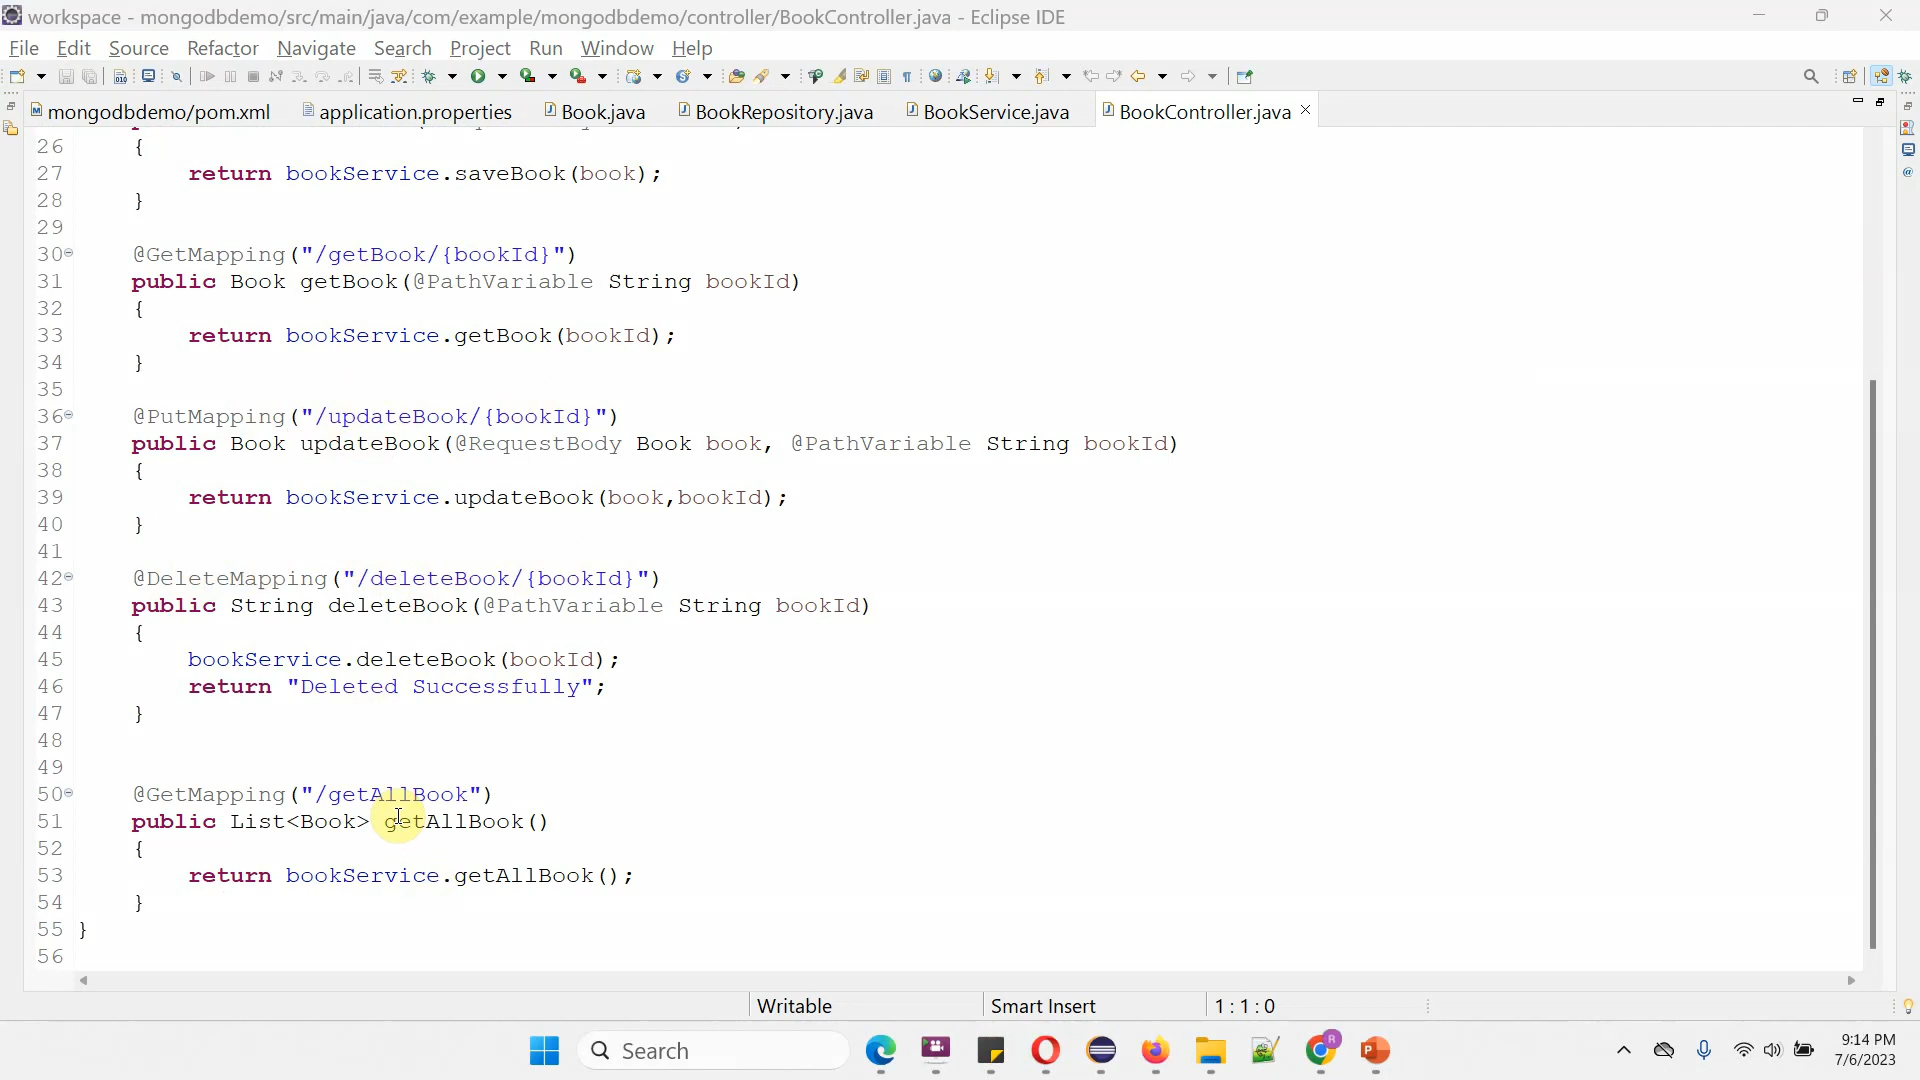 workspace - mongodbdemo/src/main/java/com/example/mongodbdemo/controller/BookController.java - Eclipse IDE
File Edit Source Refactor Navigate Search Project Run Window Help
mongodbdemo/pom.xml application.properties Book.java BookRepository.java BookService.java BookController.java
26 {
27 return bookService.saveBook(book);
28 }
29
30 @GetMapping("/getBook/{bookId}")
31 public Book getBook(@PathVariable String bookId)
32 {
33 return bookService.getBook(bookId);
34 }
35
36 @PutMapping("/updateBook/{bookId}")
37 public Book updateBook(@RequestBody Book book, @PathVariable String bookId)
38 {
39 return bookService.updateBook(book,bookId);
40 }
41
42 @DeleteMapping("/deleteBook/{bookId}")
43 public String deleteBook(@PathVariable String bookId)
44 {
45 bookService.deleteBook(bookId);
46 return "Deleted Successfully";
47 }
48
49
50 @GetMapping("/getAllBook")
51 public List<Book> getAllBook()
52 {
53 return bookService.getAllBook();
54 }
55 }
56
Writable Smart Insert 1 : 1 : 0
Search
9:14 PM
7/6/2023